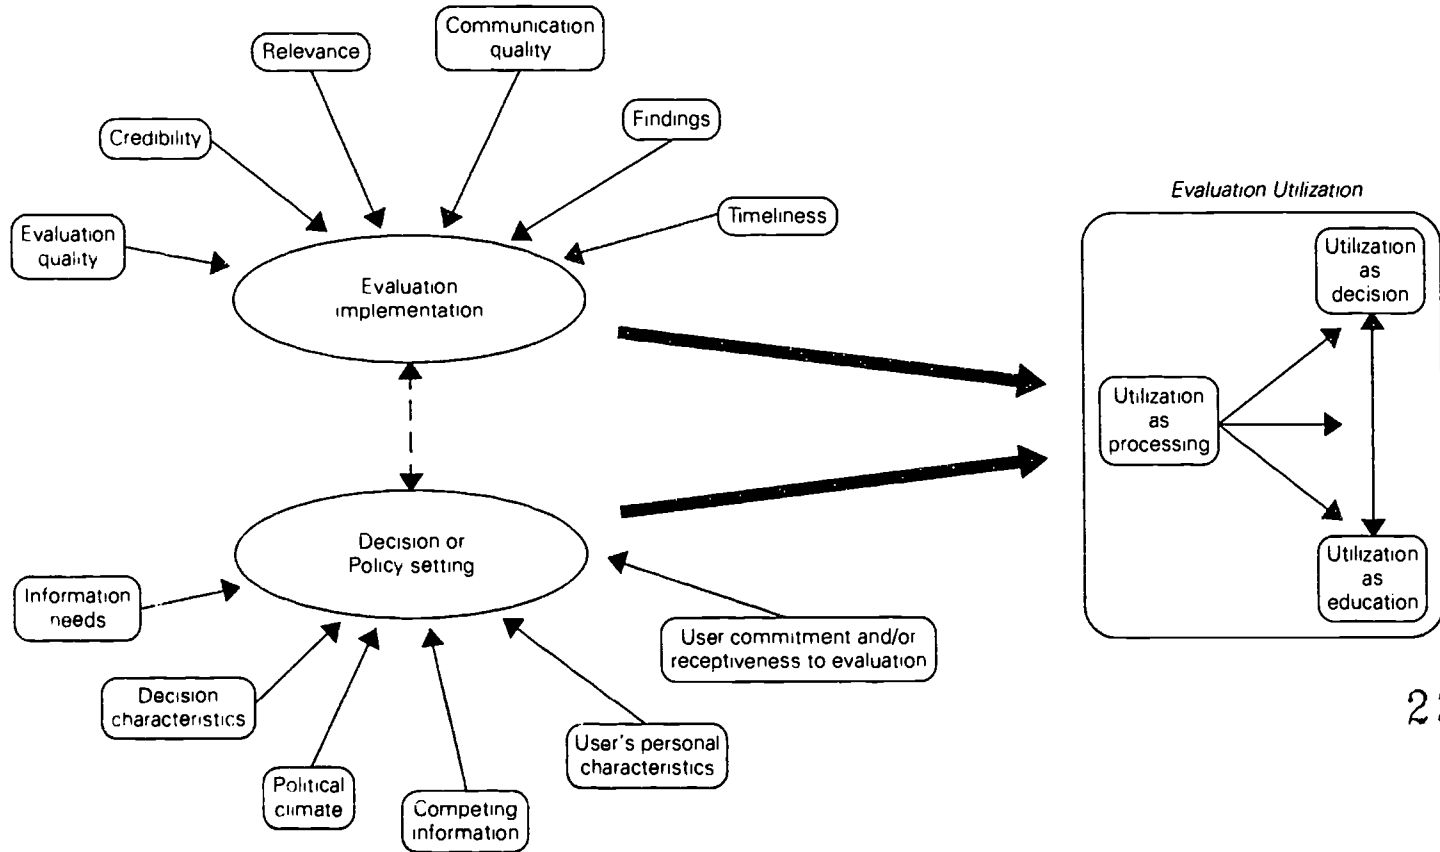 Communication
quality
Relevance
Findings
Credibility
Timeliness
Evaluation
quality
Evaluation
implementation
Evaluation Utilization
Utilization
as
decision
Utilization
as
processing
Utilization
as
education
Decision or
Policy setting
Information
needs
User commitment and/or
receptiveness to evaluation
Decision
characteristics
User's personal
characteristics
Political
climate
Competing
information